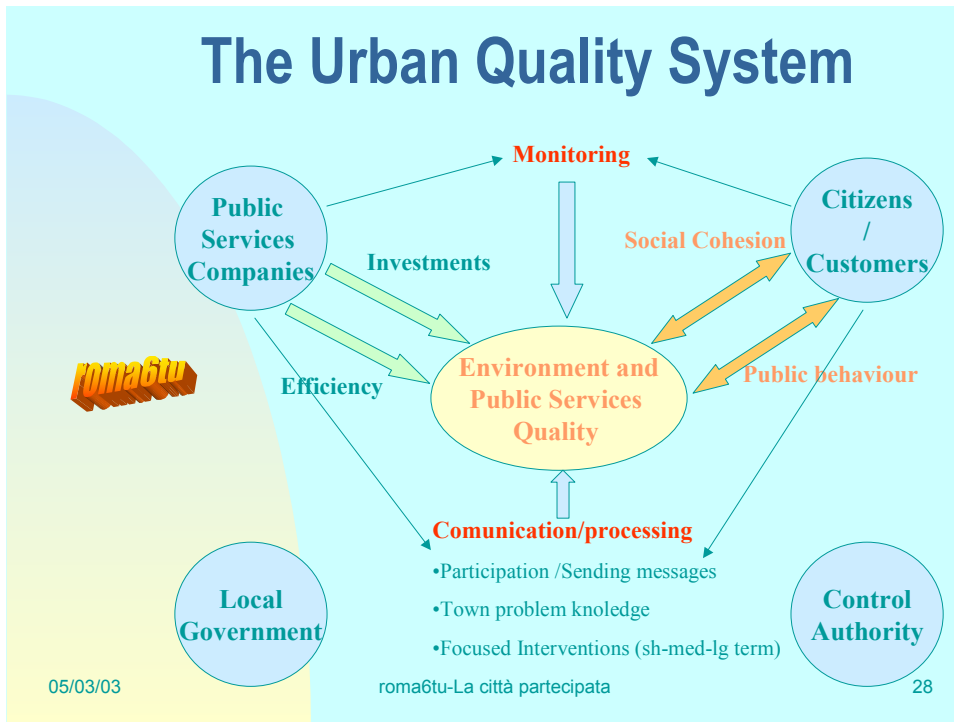 The Urban Quality System
Monitoring
Public
Services
Companies
Citizens
/
Customers
Social Cohesion
Investments
Environment and
Public Services
Quality
Efficiency
Public behaviour
roma6tu
Comunication/processing
•Participation /Sending messages
•Town problem knoledge
•Focused Interventions (sh-med-lg term)
Local
Government
Control
Authority
05/03/03
roma6tu-La città partecipata
28